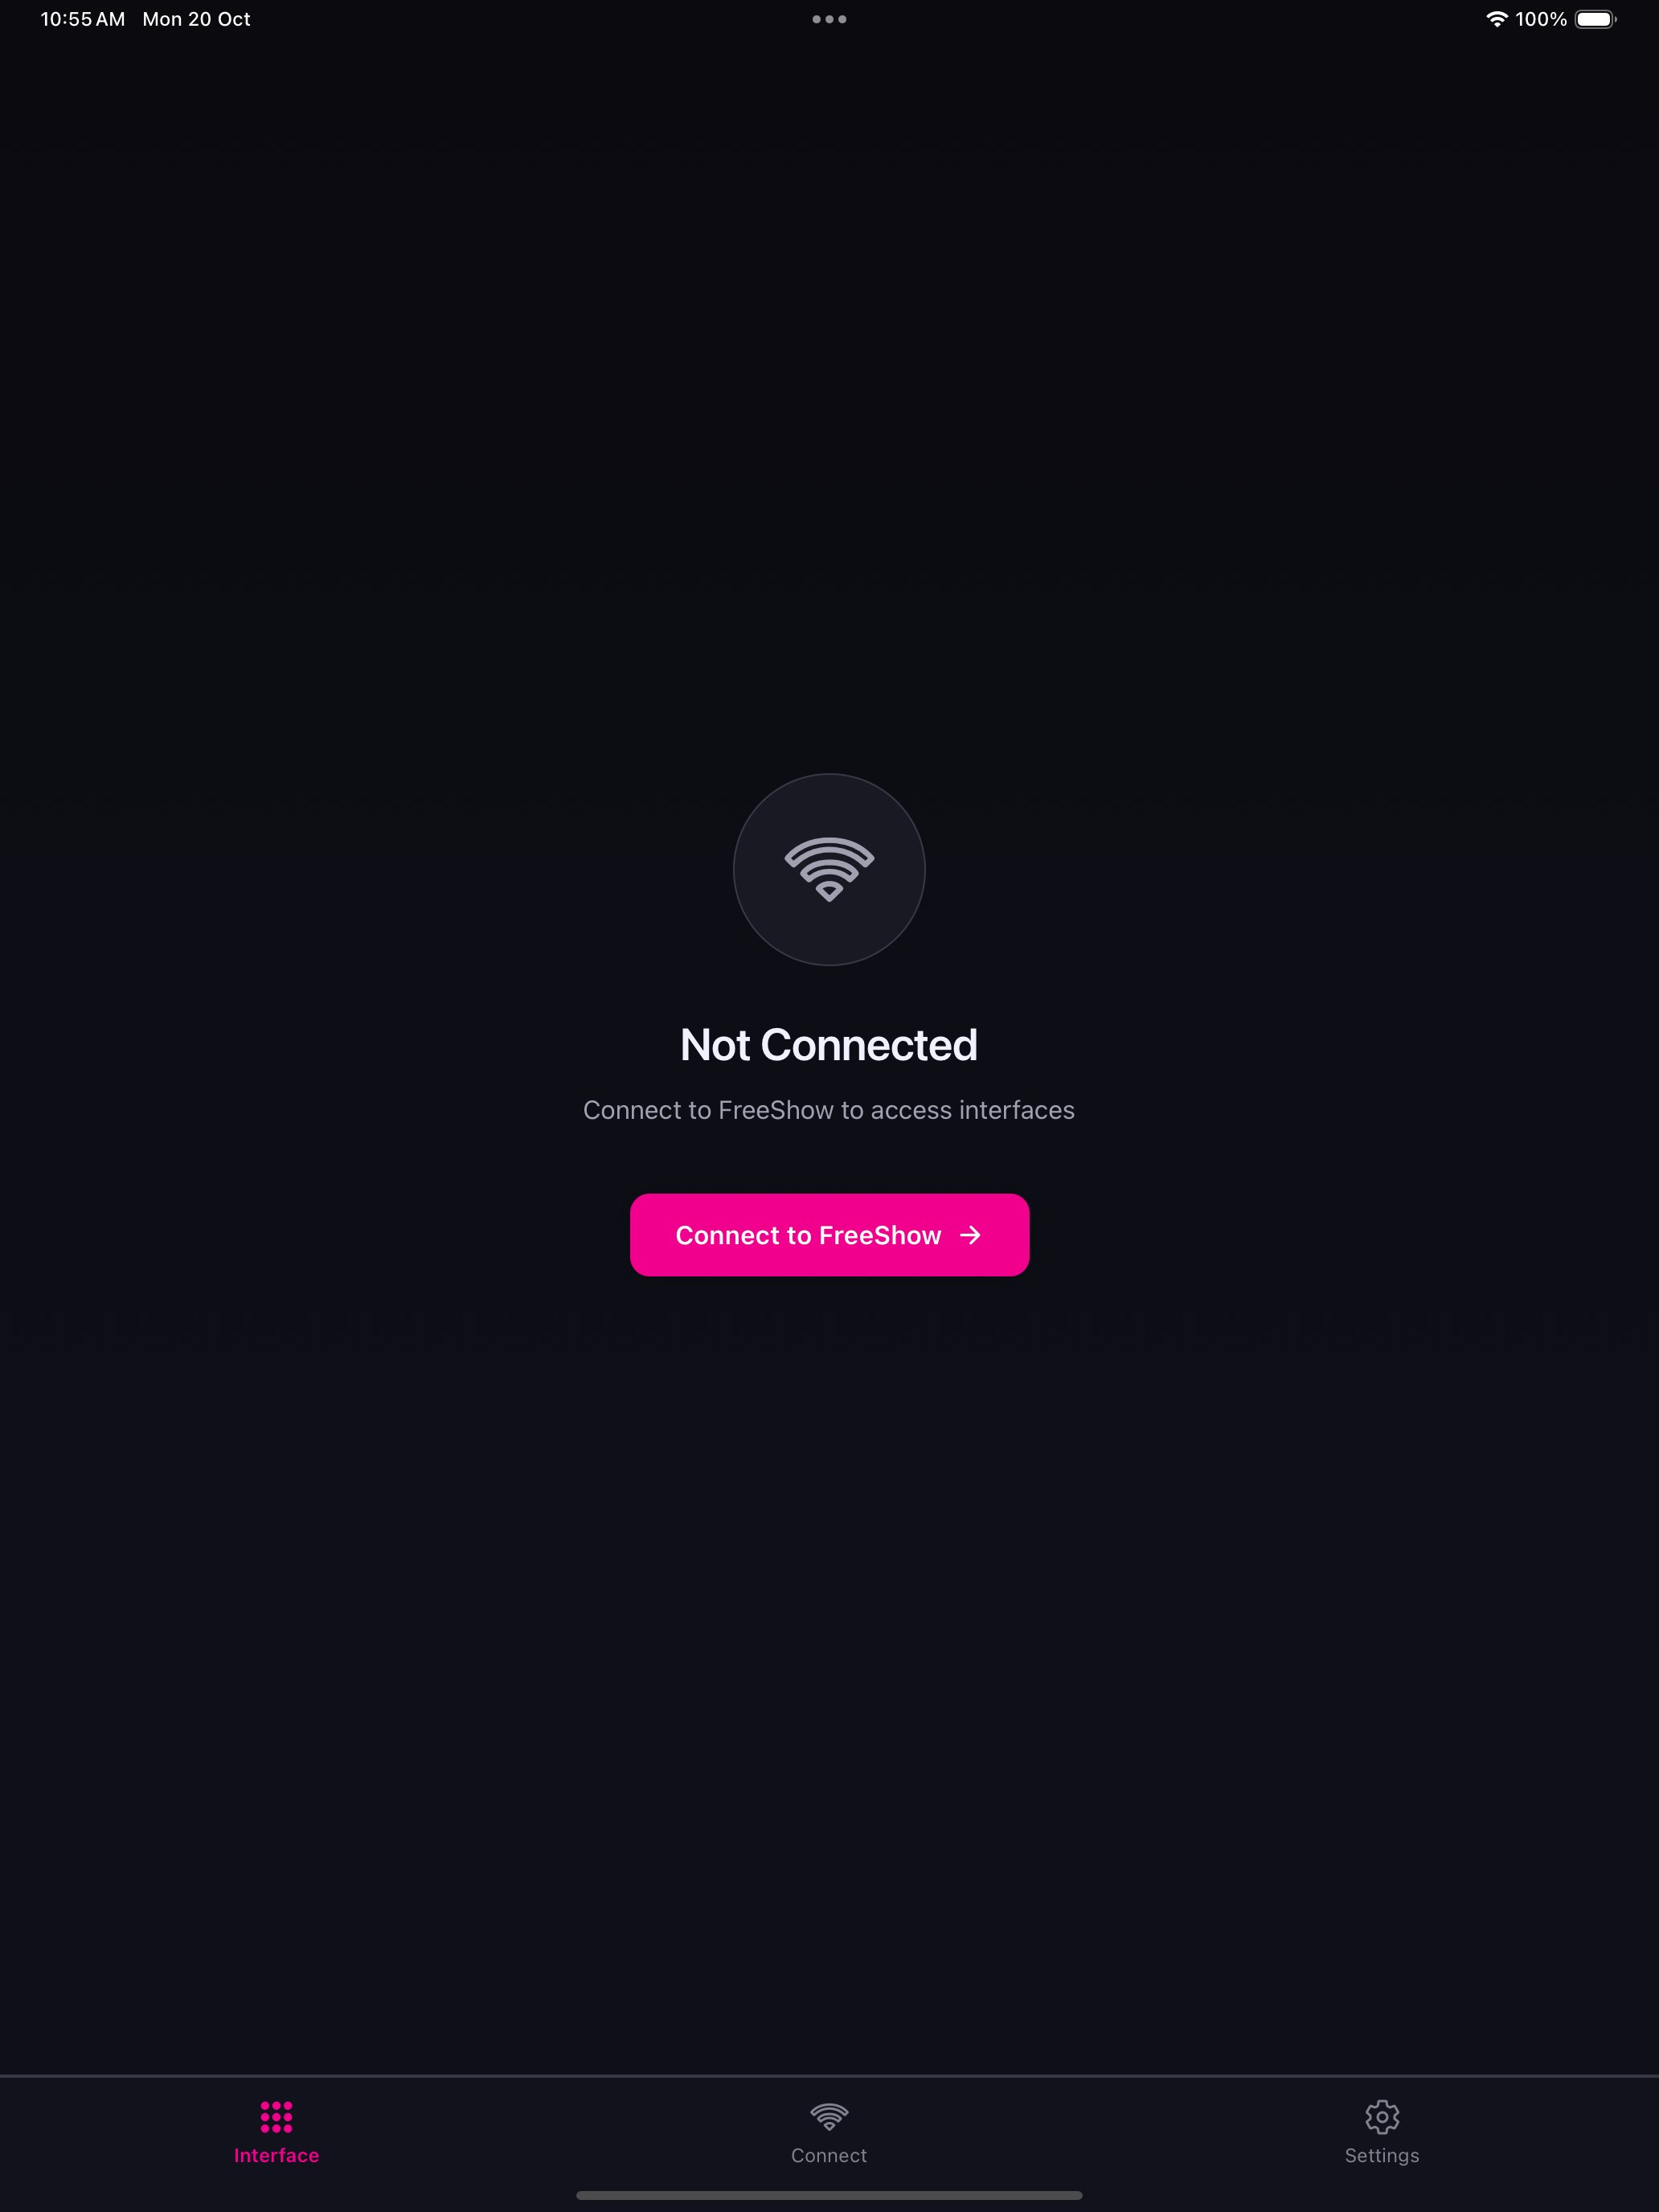 10:55 AM Mon 20 Oct
100%
Not Connected
Connect to FreeShow to access interfaces
Connect to FreeShow
Interface
Connect
Settings